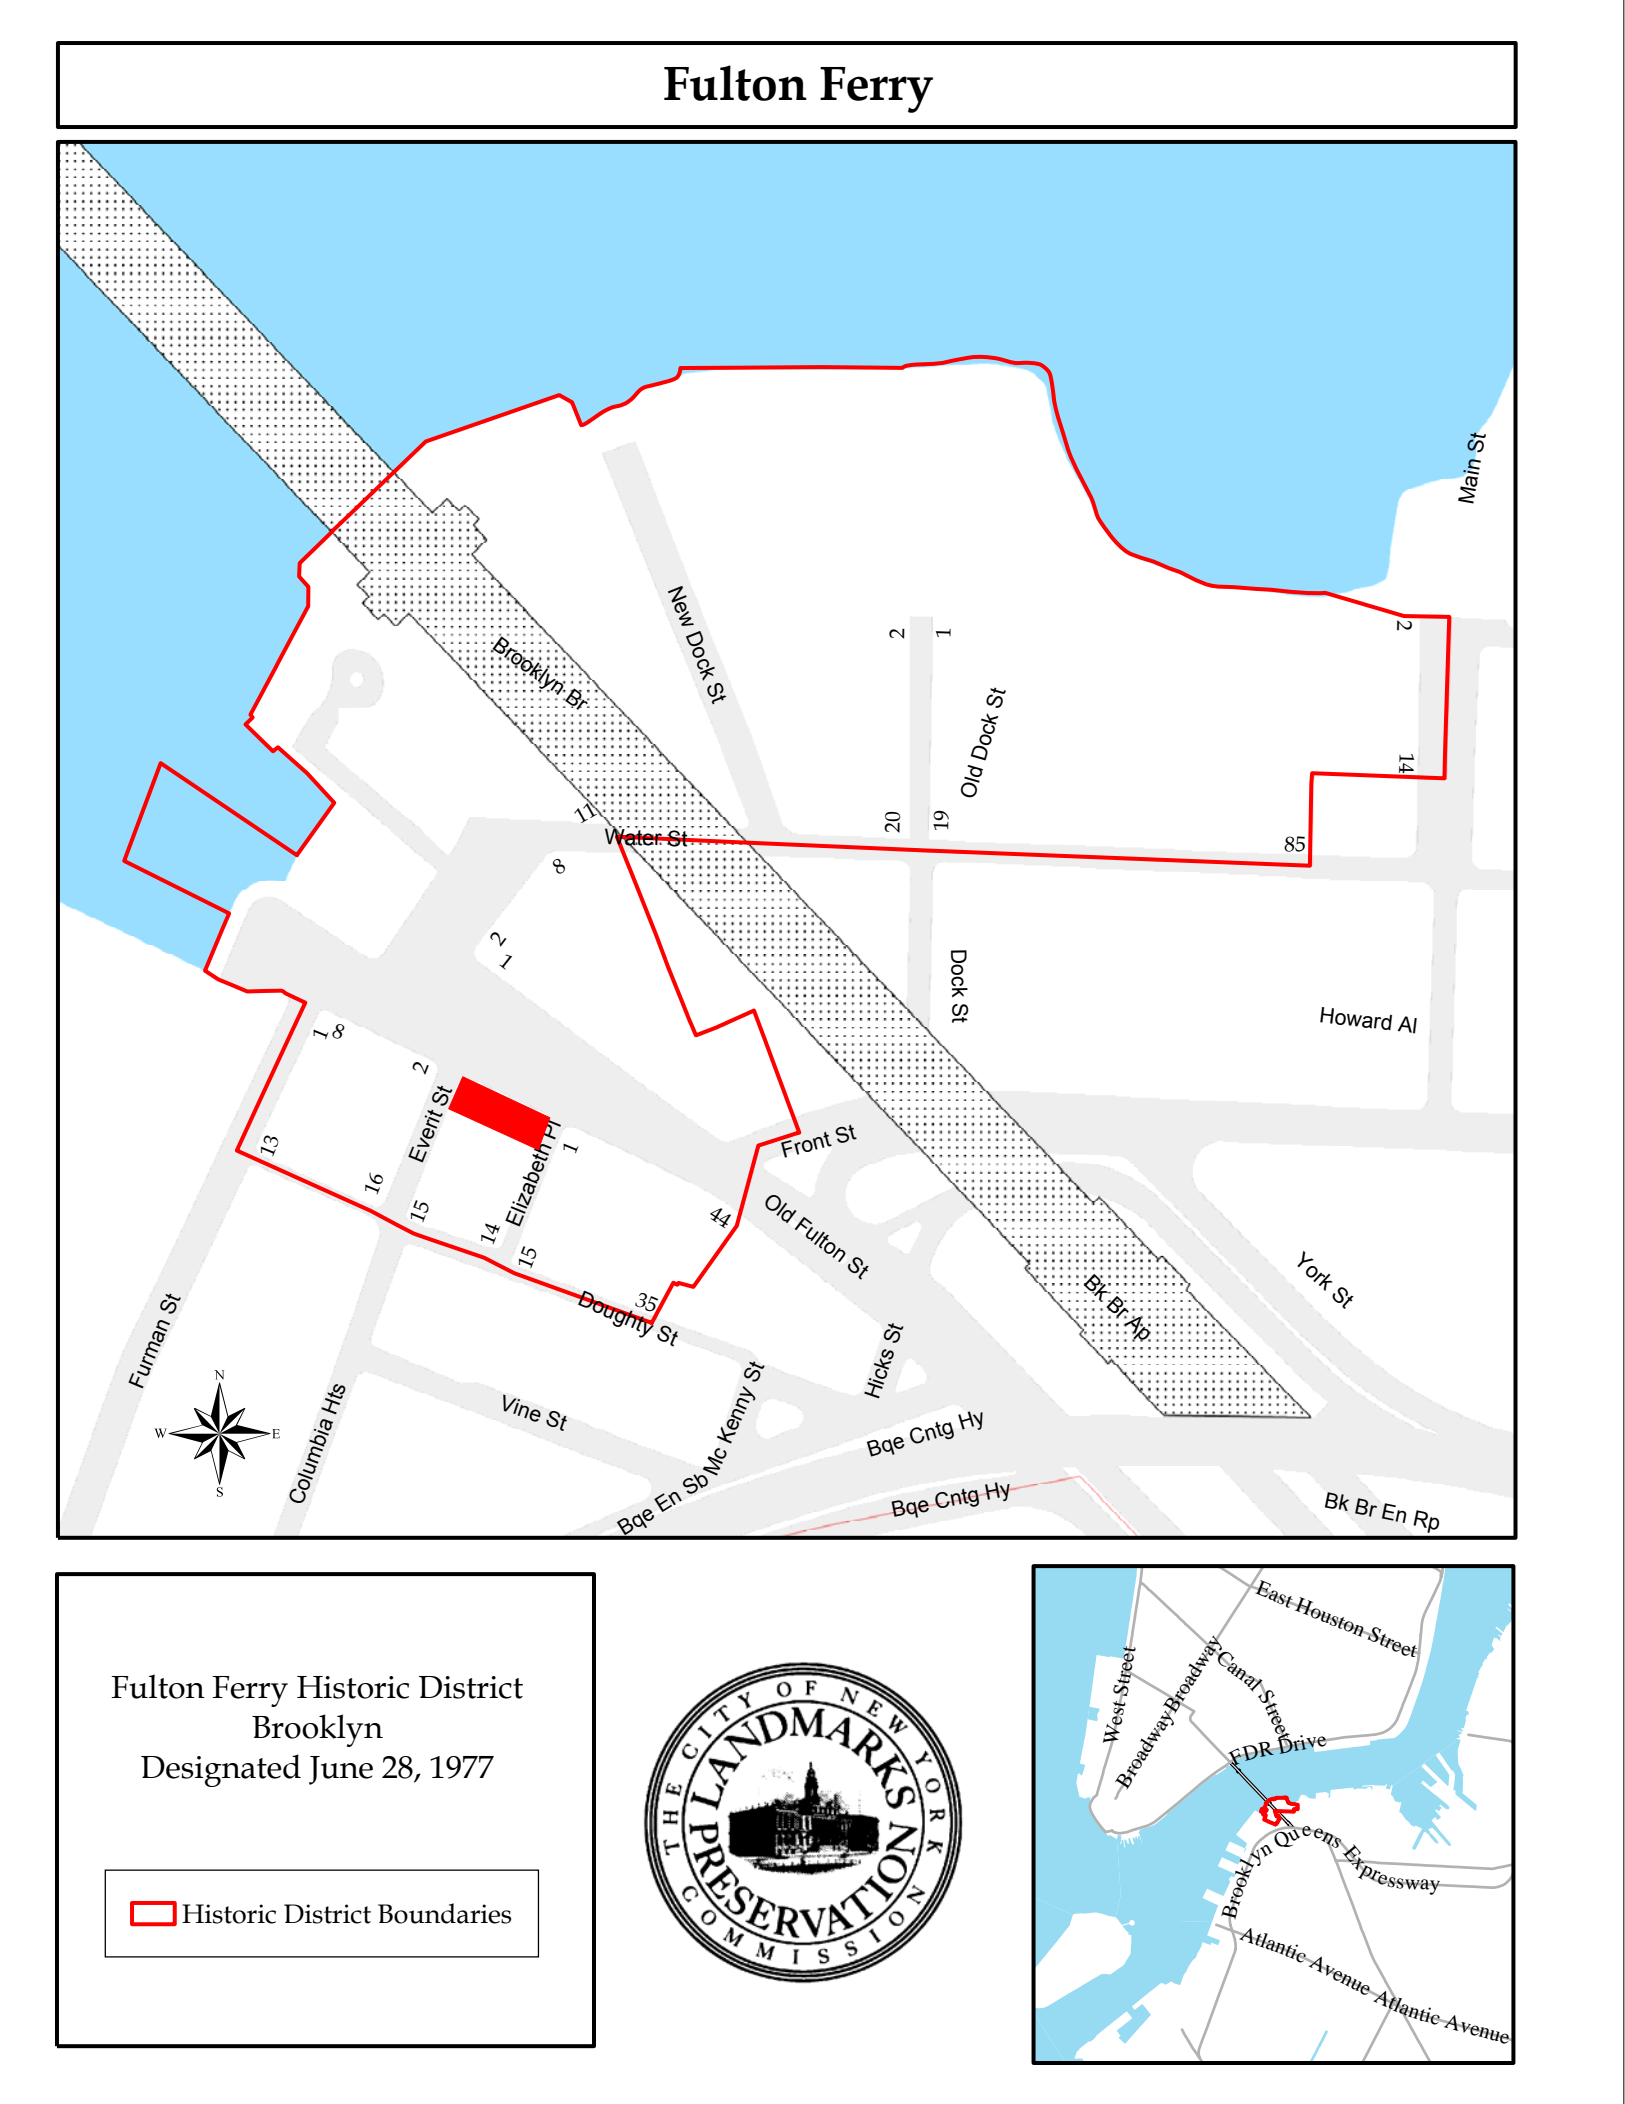 Fulton Ferry
Main St
New Dock St
2
1
2
Brooklyn Br
Old Dock St
14
11
20
19
Water St
85
8
2
1
Dock St
Howard Al
1
8
2
Everit St
Elizabeth Pl
1
Front St
13
16
15
14
15
44
Old Fulton St
York St
Furman St
35
Doughty St
Bk Br Ap
Hicks St
N
W
E
S
Columbia Hts
Vine St
Mc Kenny St
Bqe Cntg Hy
Bqe En Sb
Bqe Cntg Hy
Bk Br En Rp
Fulton Ferry Historic District
Brooklyn
Designated June 28, 1977
Historic District Boundaries
THE CITY OF NEW YORK
LANDMARKS
PRESERVATION
COMMISSION
East Houston Street
West Street
Broadway
Broadway
Canal Street
FDR Drive
Brooklyn Queens Expressway
Atlantic Avenue
Atlantic Avenue